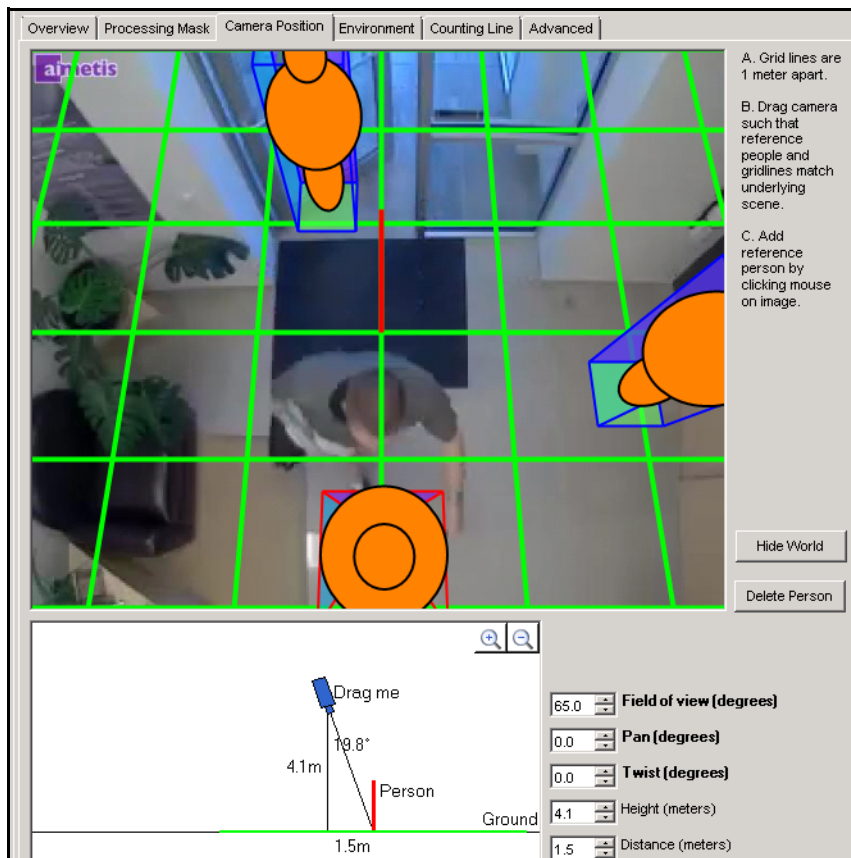 Overview
Processing Mask
Camera Position
Environment
Counting Line
Advanced
aimetis
A. Grid lines are
1 meter apart.
B. Drag camera
such that
reference
people and
gridlines match
underlying
scene.
C. Add
reference
person by
clicking mouse
on image.
Hide World
Delete Person
Drag me
19.8°
4.1m
Person
Ground
1.5m
65.0 Field of view (degrees)
0.0 Pan (degrees)
0.0 Twist (degrees)
4.1 Height (meters)
1.5 Distance (meters)